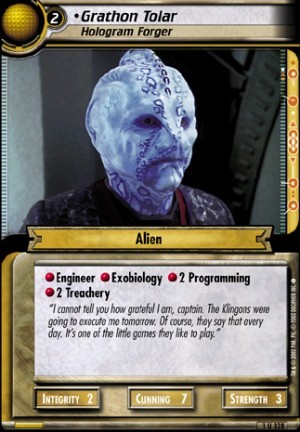 2 •Grathon Tolar
Hologram Forger
Alien
Engineer Exobiology 2 Programming
2 Treachery
"I cannot tell you how grateful I am, captain. The Klingons were
going to execute me tomorrow. Of course, they say that every
day. It's one of the little games they like to play."
INTEGRITY 2 CUNNING 7 STRENGTH 3